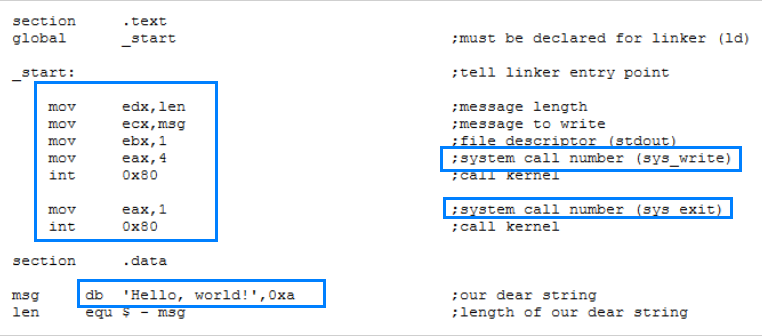 section .text
global _start ;must be declared for linker (ld)
_start: ;tell linker entry point
mov edx,len ;message length
mov ecx,msg ;message to write
mov ebx,1 ;file descriptor (stdout)
mov eax,4 ;system call number (sys_write)
int 0x80 ;call kernel
mov eax,1 ;system call number (sys_exit)
int 0x80 ;call kernel
section .data
msg db 'Hello, world!',0xa ;our dear string
len equ $ - msg ;length of our dear string